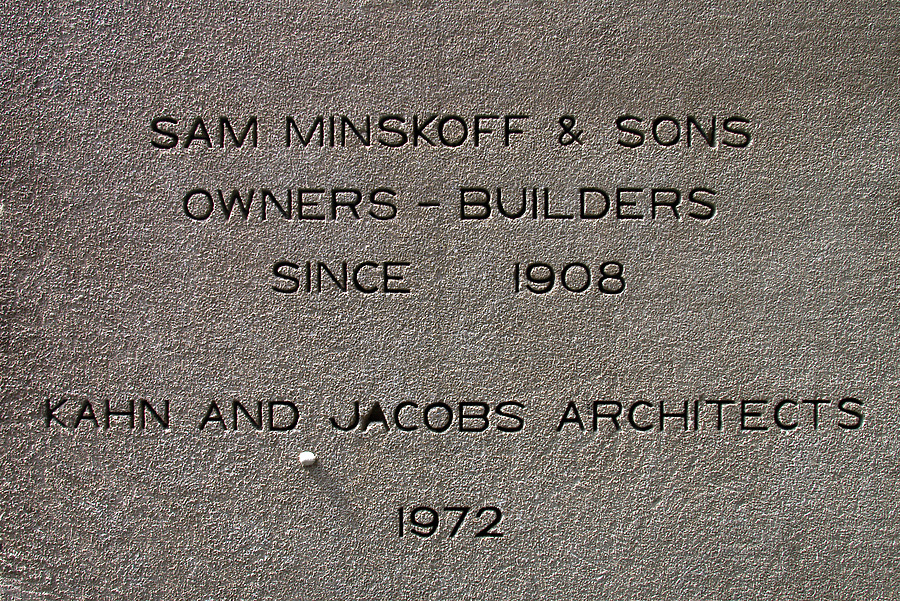 SAM MINSKOFF & SONS
OWNERS - BUILDERS
SINCE 1908
KAHN AND JACOBS ARCHITECTS
1972